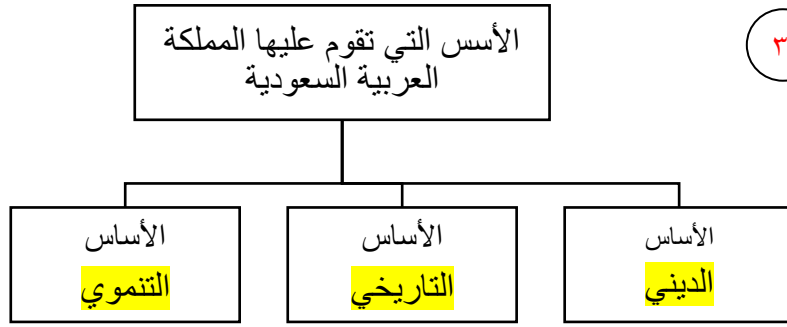 ٣
الأسس التي تقوم عليها المملكة
العربية السعودية
الأساس
الديني
الأساس
التاريخي
الأساس
التنموي